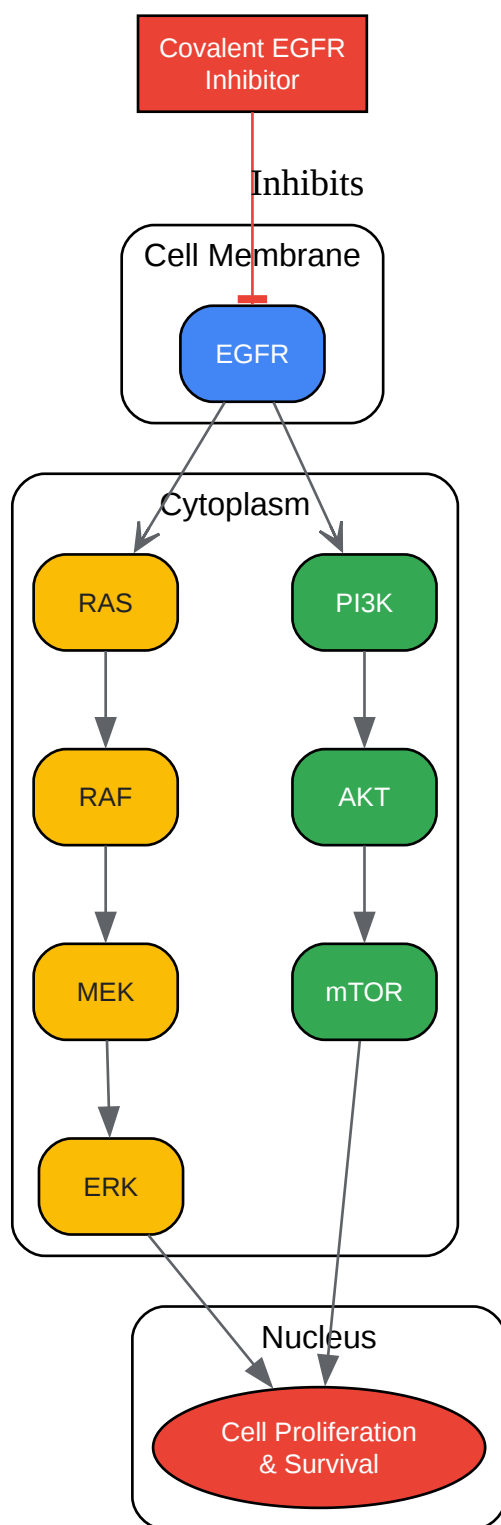 Covalent EGFR
Inhibitor
Inhibits
Cell Membrane
EGFR
Cytoplasm
RAS
PI3K
RAF
AKT
MEK
mTOR
ERK
Nucleus
Cell Proliferation
& Survival